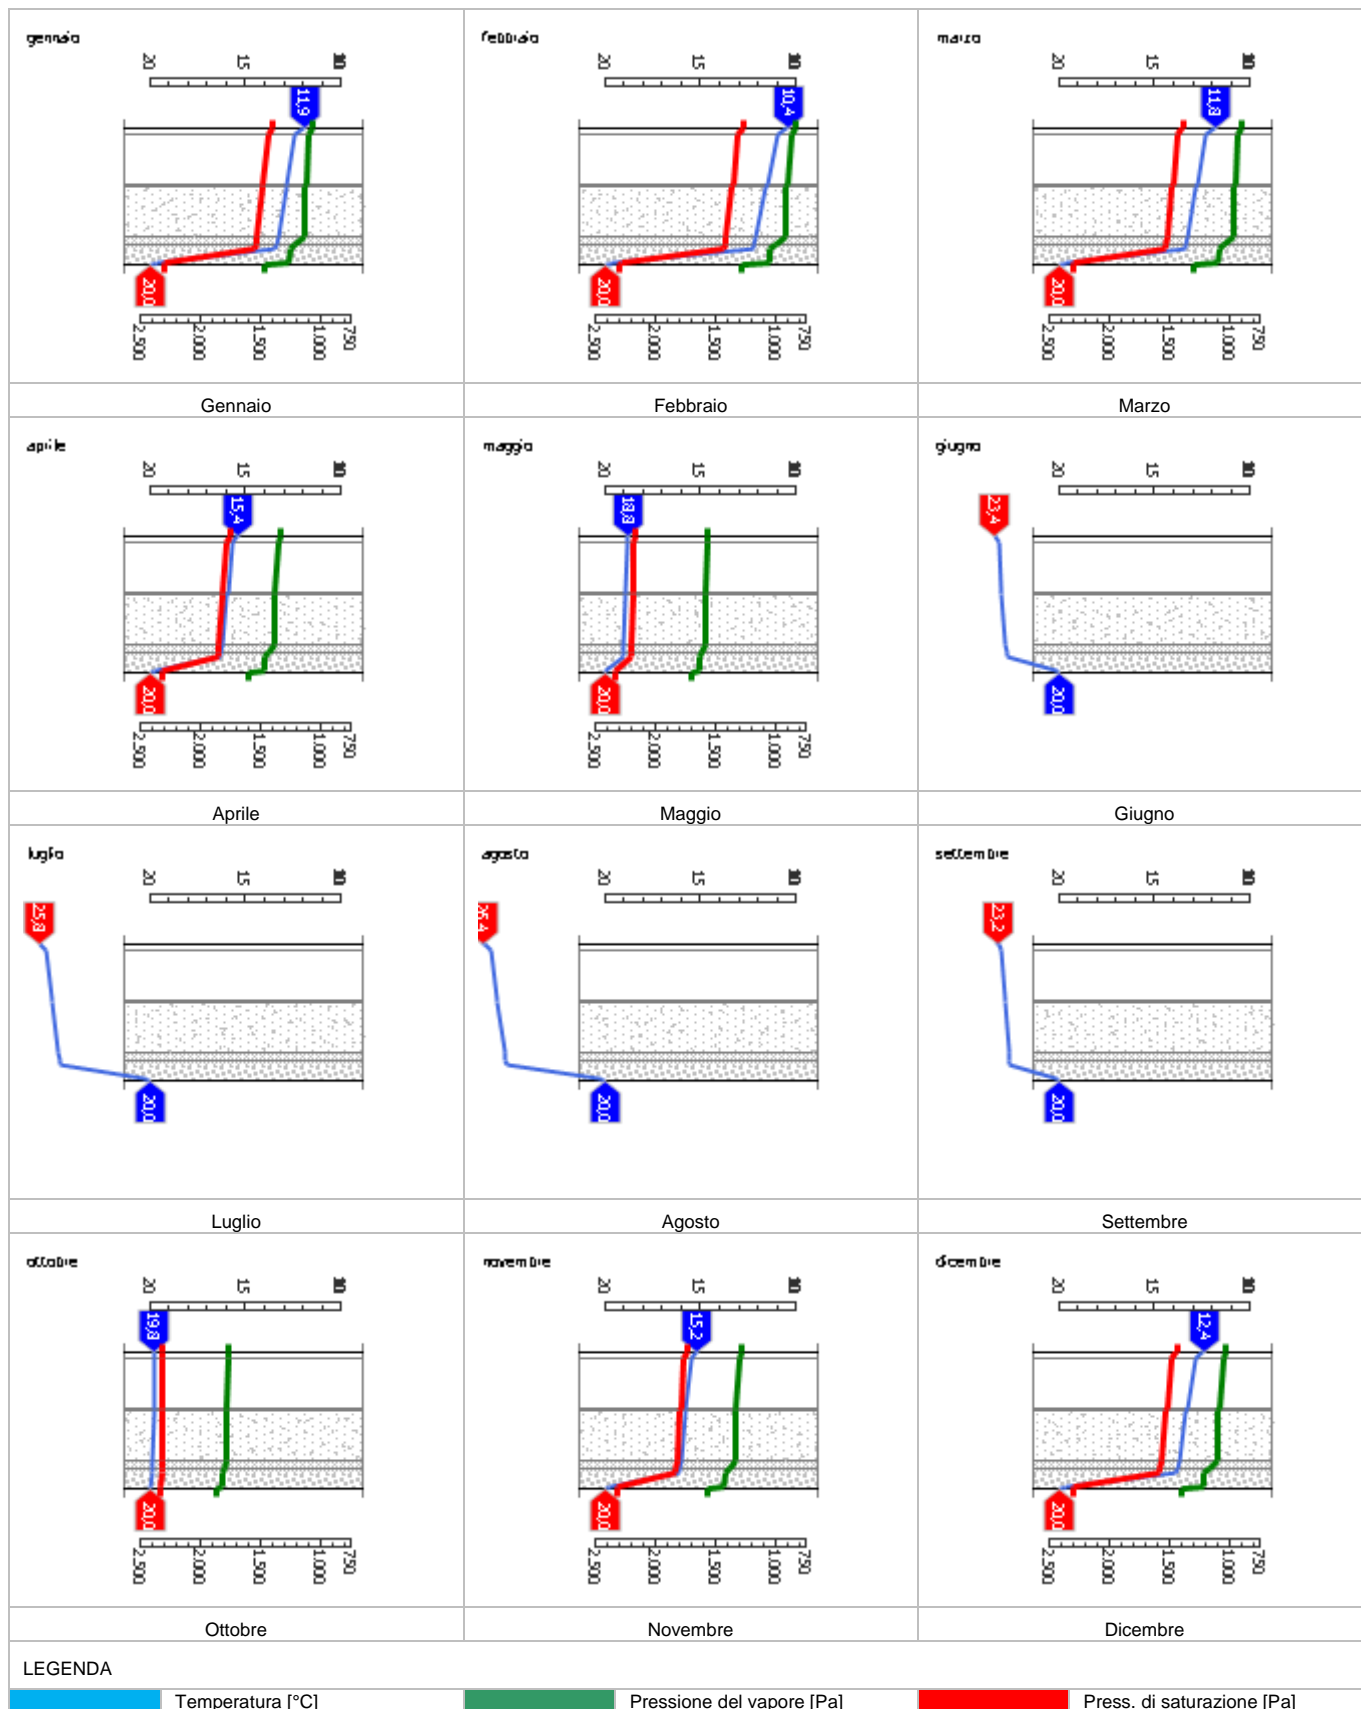 gennaio
febbraio
marzo
20 15 10
20 15 10
20 15 10
11,9
10,4
11,8
20,0
20,0
20,0
2.500 2.000 1.500 1.000 750
2.500 2.000 1.500 1.000 750
2.500 2.000 1.500 1.000 750
Gennaio
Febbraio
Marzo
aprile
maggio
giugno
20 15 10
20 15 10
20 15 10
15,4
18,8
23,4
20,0
20,0
20,0
2.500 2.000 1.500 1.000 750
2.500 2.000 1.500 1.000 750
Aprile
Maggio
Giugno
luglio
agosto
settembre
20 15 10
20 15 10
20 15 10
25,8
26,4
23,2
20,0
20,0
20,0
Luglio
Agosto
Settembre
ottobre
novembre
dicembre
20 15 10
20 15 10
20 15 10
19,8
15,2
12,4
20,0
20,0
20,0
2.500 2.000 1.500 1.000 750
2.500 2.000 1.500 1.000 750
2.500 2.000 1.500 1.000 750
Ottobre
Novembre
Dicembre
LEGENDA
Temperatura [°C]
Pressione del vapore [Pa]
Press. di saturazione [Pa]